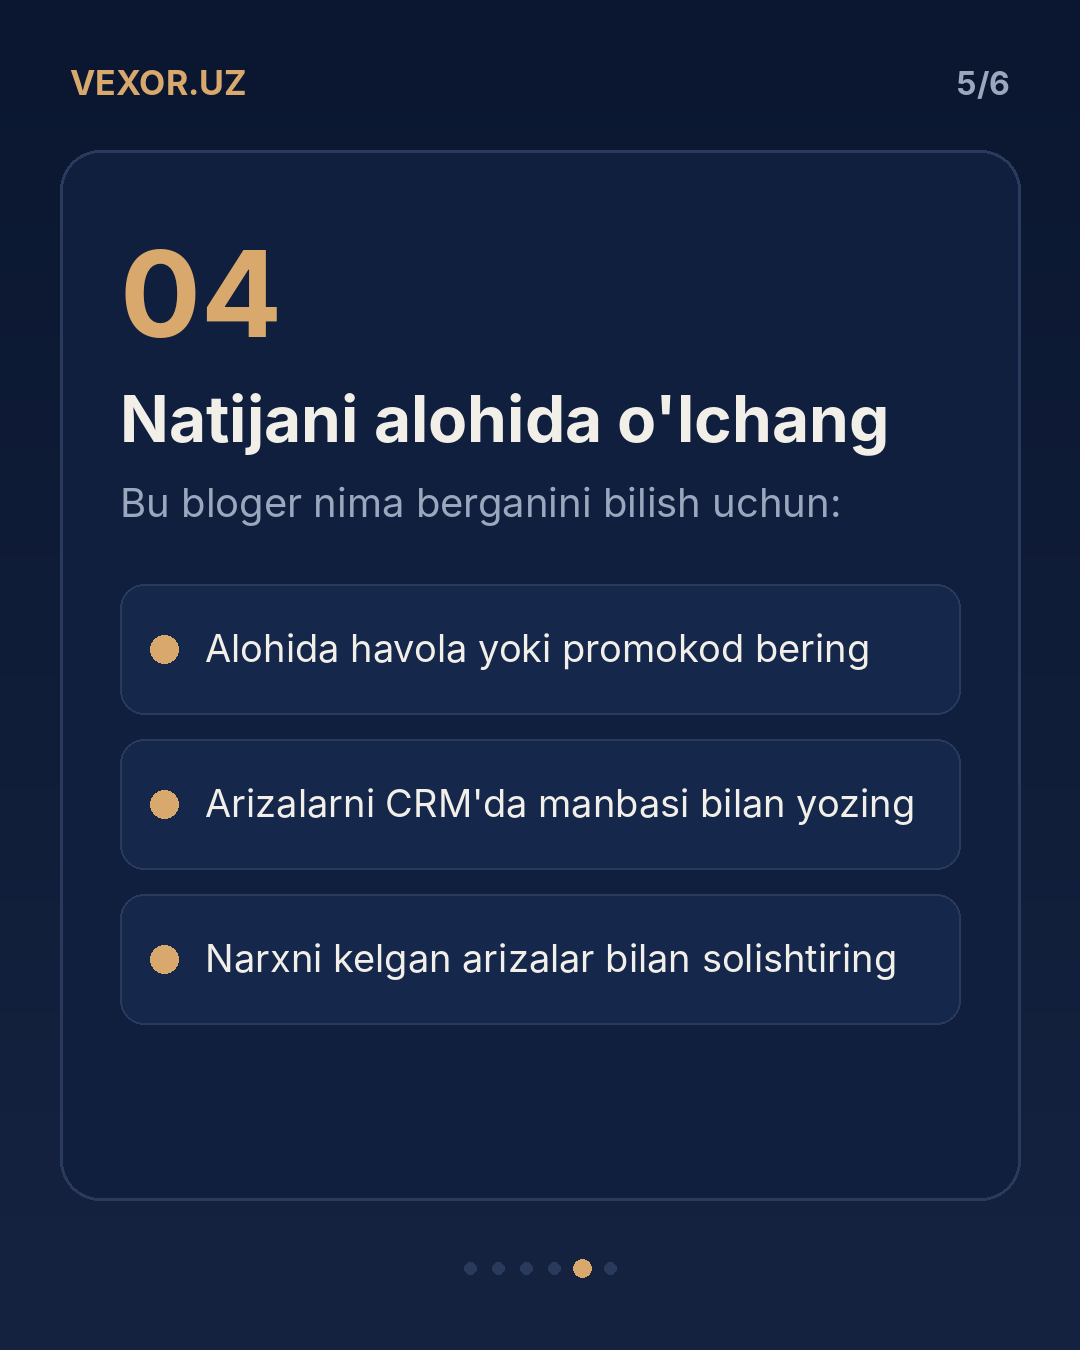 VEXOR.UZ
5/6
04
Natijani alohida o'lchang
Bu bloger nima berganini bilish uchun:
Alohida havola yoki promokod bering
Arizalarni CRM'da manbasi bilan yozing
Narxni kelgan arizalar bilan solishtiring